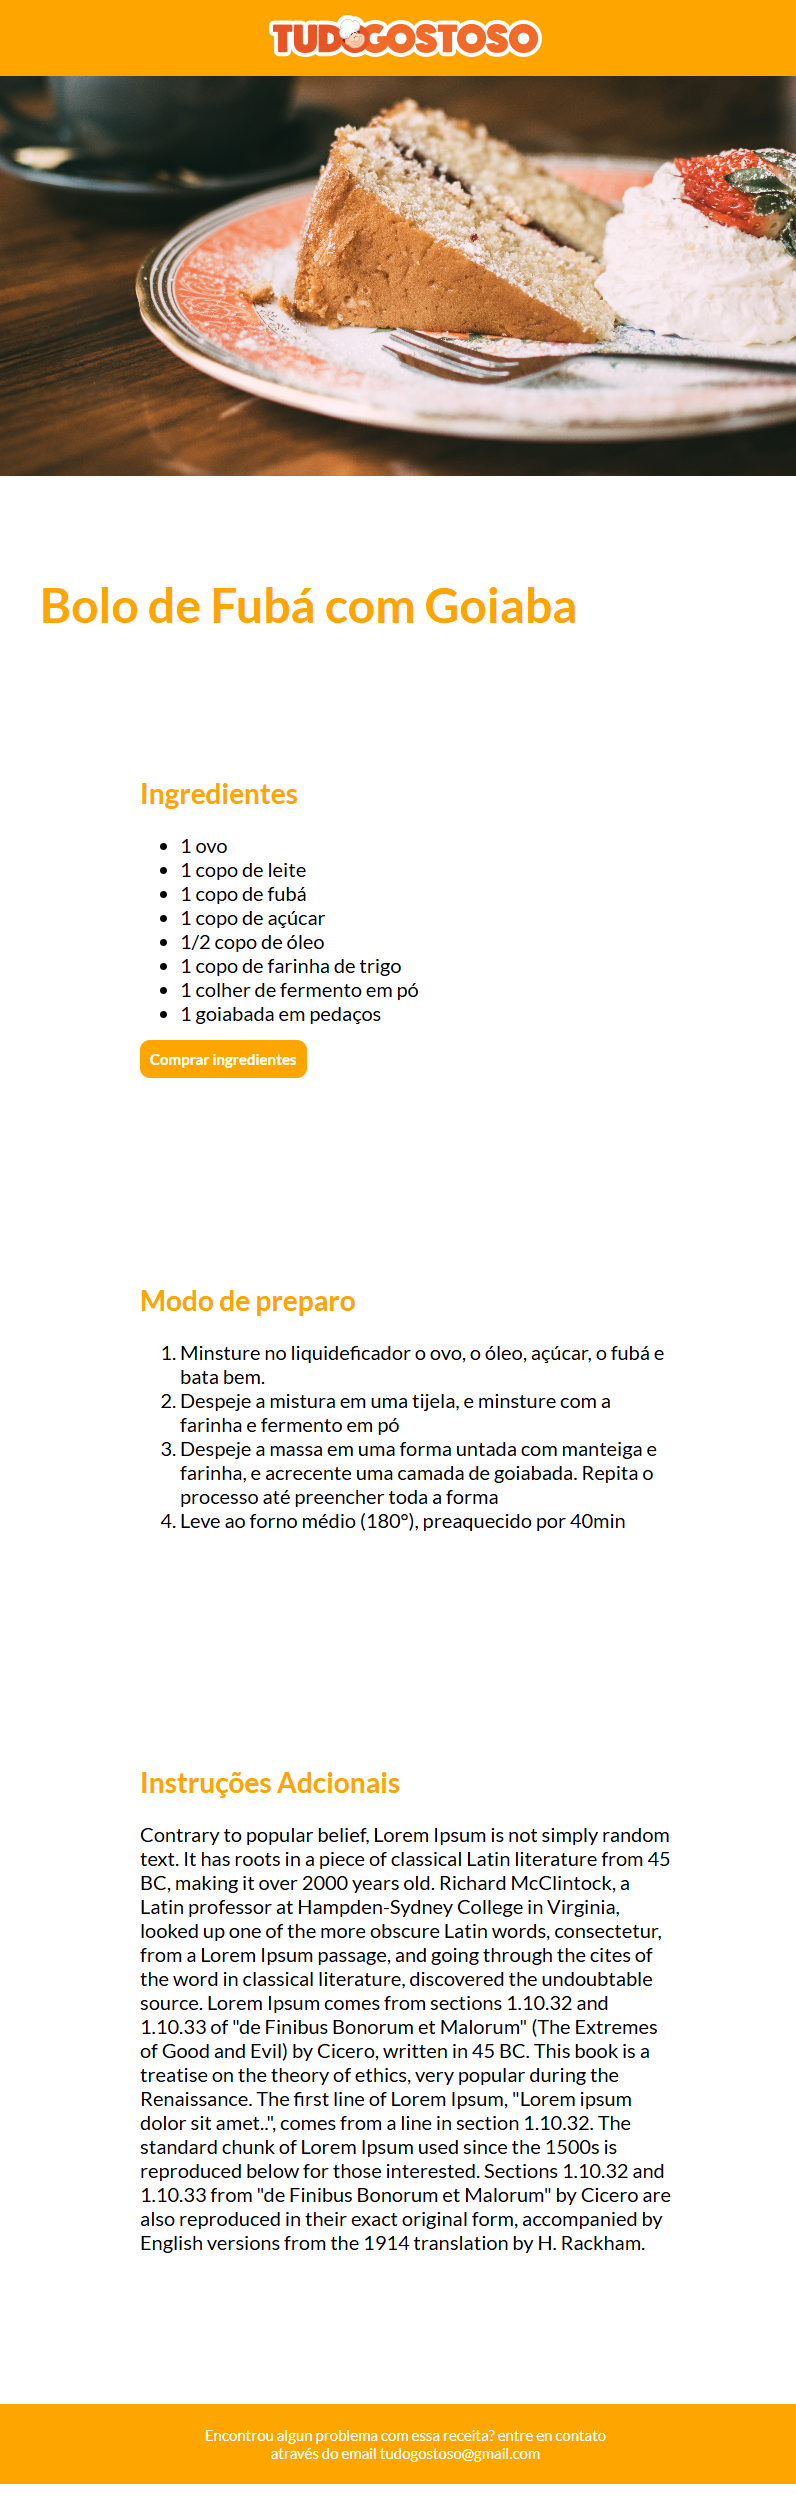 TUDOGOSTOSO
Bolo de Fubá com Goiaba
Ingredientes
• 1 ovo
• 1 copo de leite
• 1 copo de fubá
• 1 copo de açúcar
• 1/2 copo de óleo
• 1 copo de farinha de trigo
• 1 colher de fermento em pó
• 1 goiabada em pedaços
Comprar ingredientes
Modo de preparo
1. Minsture no liquideficador o ovo, o óleo, açúcar, o fubá e
bata bem.
2. Despeje a mistura em uma tijela, e minsture com a
farinha e fermento em pó
3. Despeje a massa em uma forma untada com manteiga e
farinha, e acrecente uma camada de goiabada. Repita o
processo até preencher toda a forma
4. Leve ao forno médio (180°), preaquecido por 40min
Instruções Adcionais
Contrary to popular belief, Lorem Ipsum is not simply random
text. It has roots in a piece of classical Latin literature from 45
BC, making it over 2000 years old. Richard McClintock, a
Latin professor at Hampden-Sydney College in Virginia,
looked up one of the more obscure Latin words, consectetur,
from a Lorem Ipsum passage, and going through the cites of
the word in classical literature, discovered the undoubtable
source. Lorem Ipsum comes from sections 1.10.32 and
1.10.33 of "de Finibus Bonorum et Malorum" (The Extremes
of Good and Evil) by Cicero, written in 45 BC. This book is a
treatise on the theory of ethics, very popular during the
Renaissance. The first line of Lorem Ipsum, "Lorem ipsum
dolor sit amet..", comes from a line in section 1.10.32. The
standard chunk of Lorem Ipsum used since the 1500s is
reproduced below for those interested. Sections 1.10.32 and
1.10.33 from "de Finibus Bonorum et Malorum" by Cicero are
also reproduced in their exact original form, accompanied by
English versions from the 1914 translation by H. Rackham.
Encontrou algun problema com essa receita? entre en contato
através do email tudogostoso@gmail.com